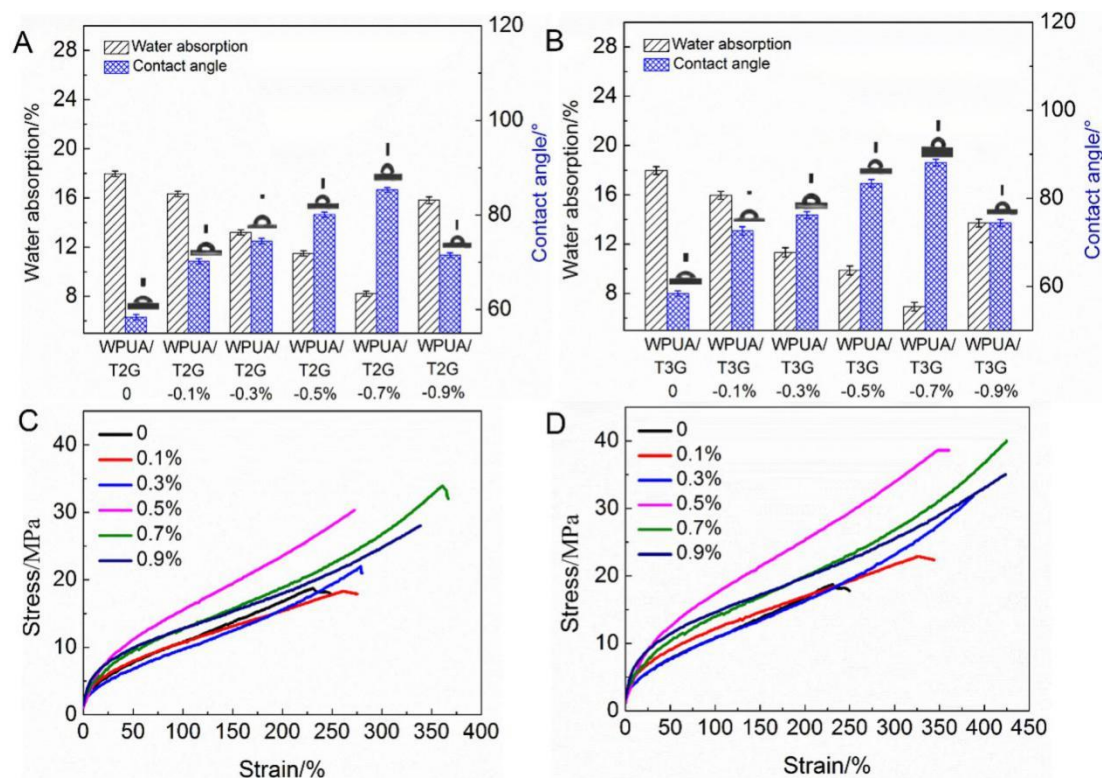 A
Water absorption
Contact angle
Water absorption/%
28
24
20
16
12
8
120
100
80
60
Contact angle/°
WPUA/ WPUA/ WPUA/ WPUA/ WPUA/ WPUA/
T2G T2G T2G T2G T2G T2G
0 -0.1% -0.3% -0.5% -0.7% -0.9%
B
Water absorption
Contact angle
Water absorption/%
28
24
20
16
12
8
120
100
80
60
Contact angle/°
WPUA/ WPUA/ WPUA/ WPUA/ WPUA/ WPUA/
T3G T3G T3G T3G T3G T3G
0 -0.1% -0.3% -0.5% -0.7% -0.9%
C
0
0.1%
0.3%
0.5%
0.7%
0.9%
Stress/MPa
40
30
20
10
0
0 50 100 150 200 250 300 350 400
Strain/%
D
0
0.1%
0.3%
0.5%
0.7%
0.9%
Stress/MPa
40
30
20
10
0
0 50 100 150 200 250 300 350 400 450
Strain/%